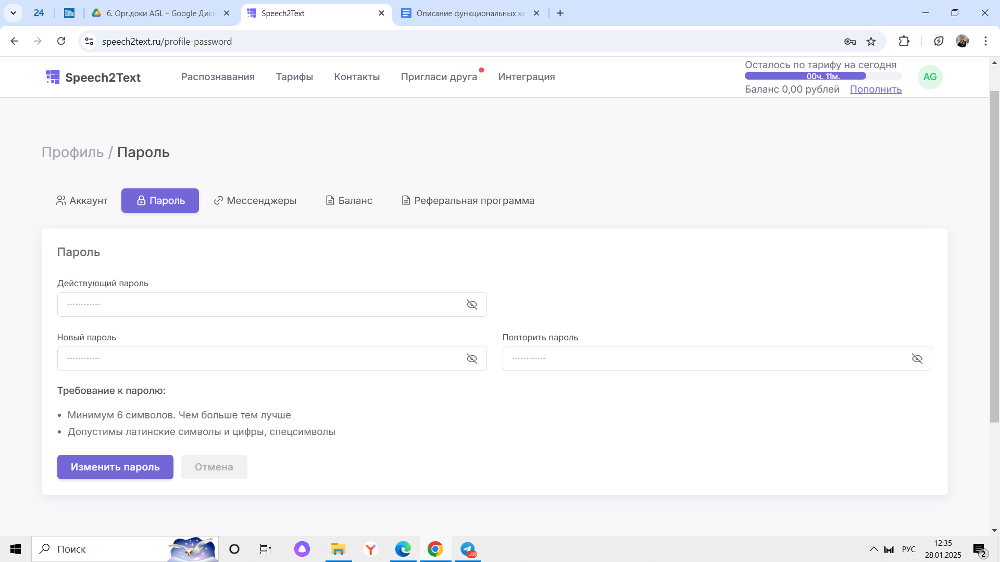 24
6. Орг.доки AGL – Google Диск
Speech2Text
Описание функциональных ха
speech2text.ru/profile-password
Speech2Text
Распознавания
Тарифы
Контакты
Пригласи друга
Интеграция
Осталось по тарифу на сегодня
00ч. 11м.
Баланс 0,00 рублей
Пополнить
AG
Профиль / Пароль
Аккаунт
Пароль
Мессенджеры
Баланс
Реферальная программа
Пароль
Действующий пароль
Новый пароль
Повторить пароль
Требование к паролю:
• Минимум 6 символов. Чем больше тем лучше
• Допустимы латинские символы и цифры, спецсимволы
Изменить пароль
Отмена
Поиск
..48
РУС
12:35
28.01.2025
2